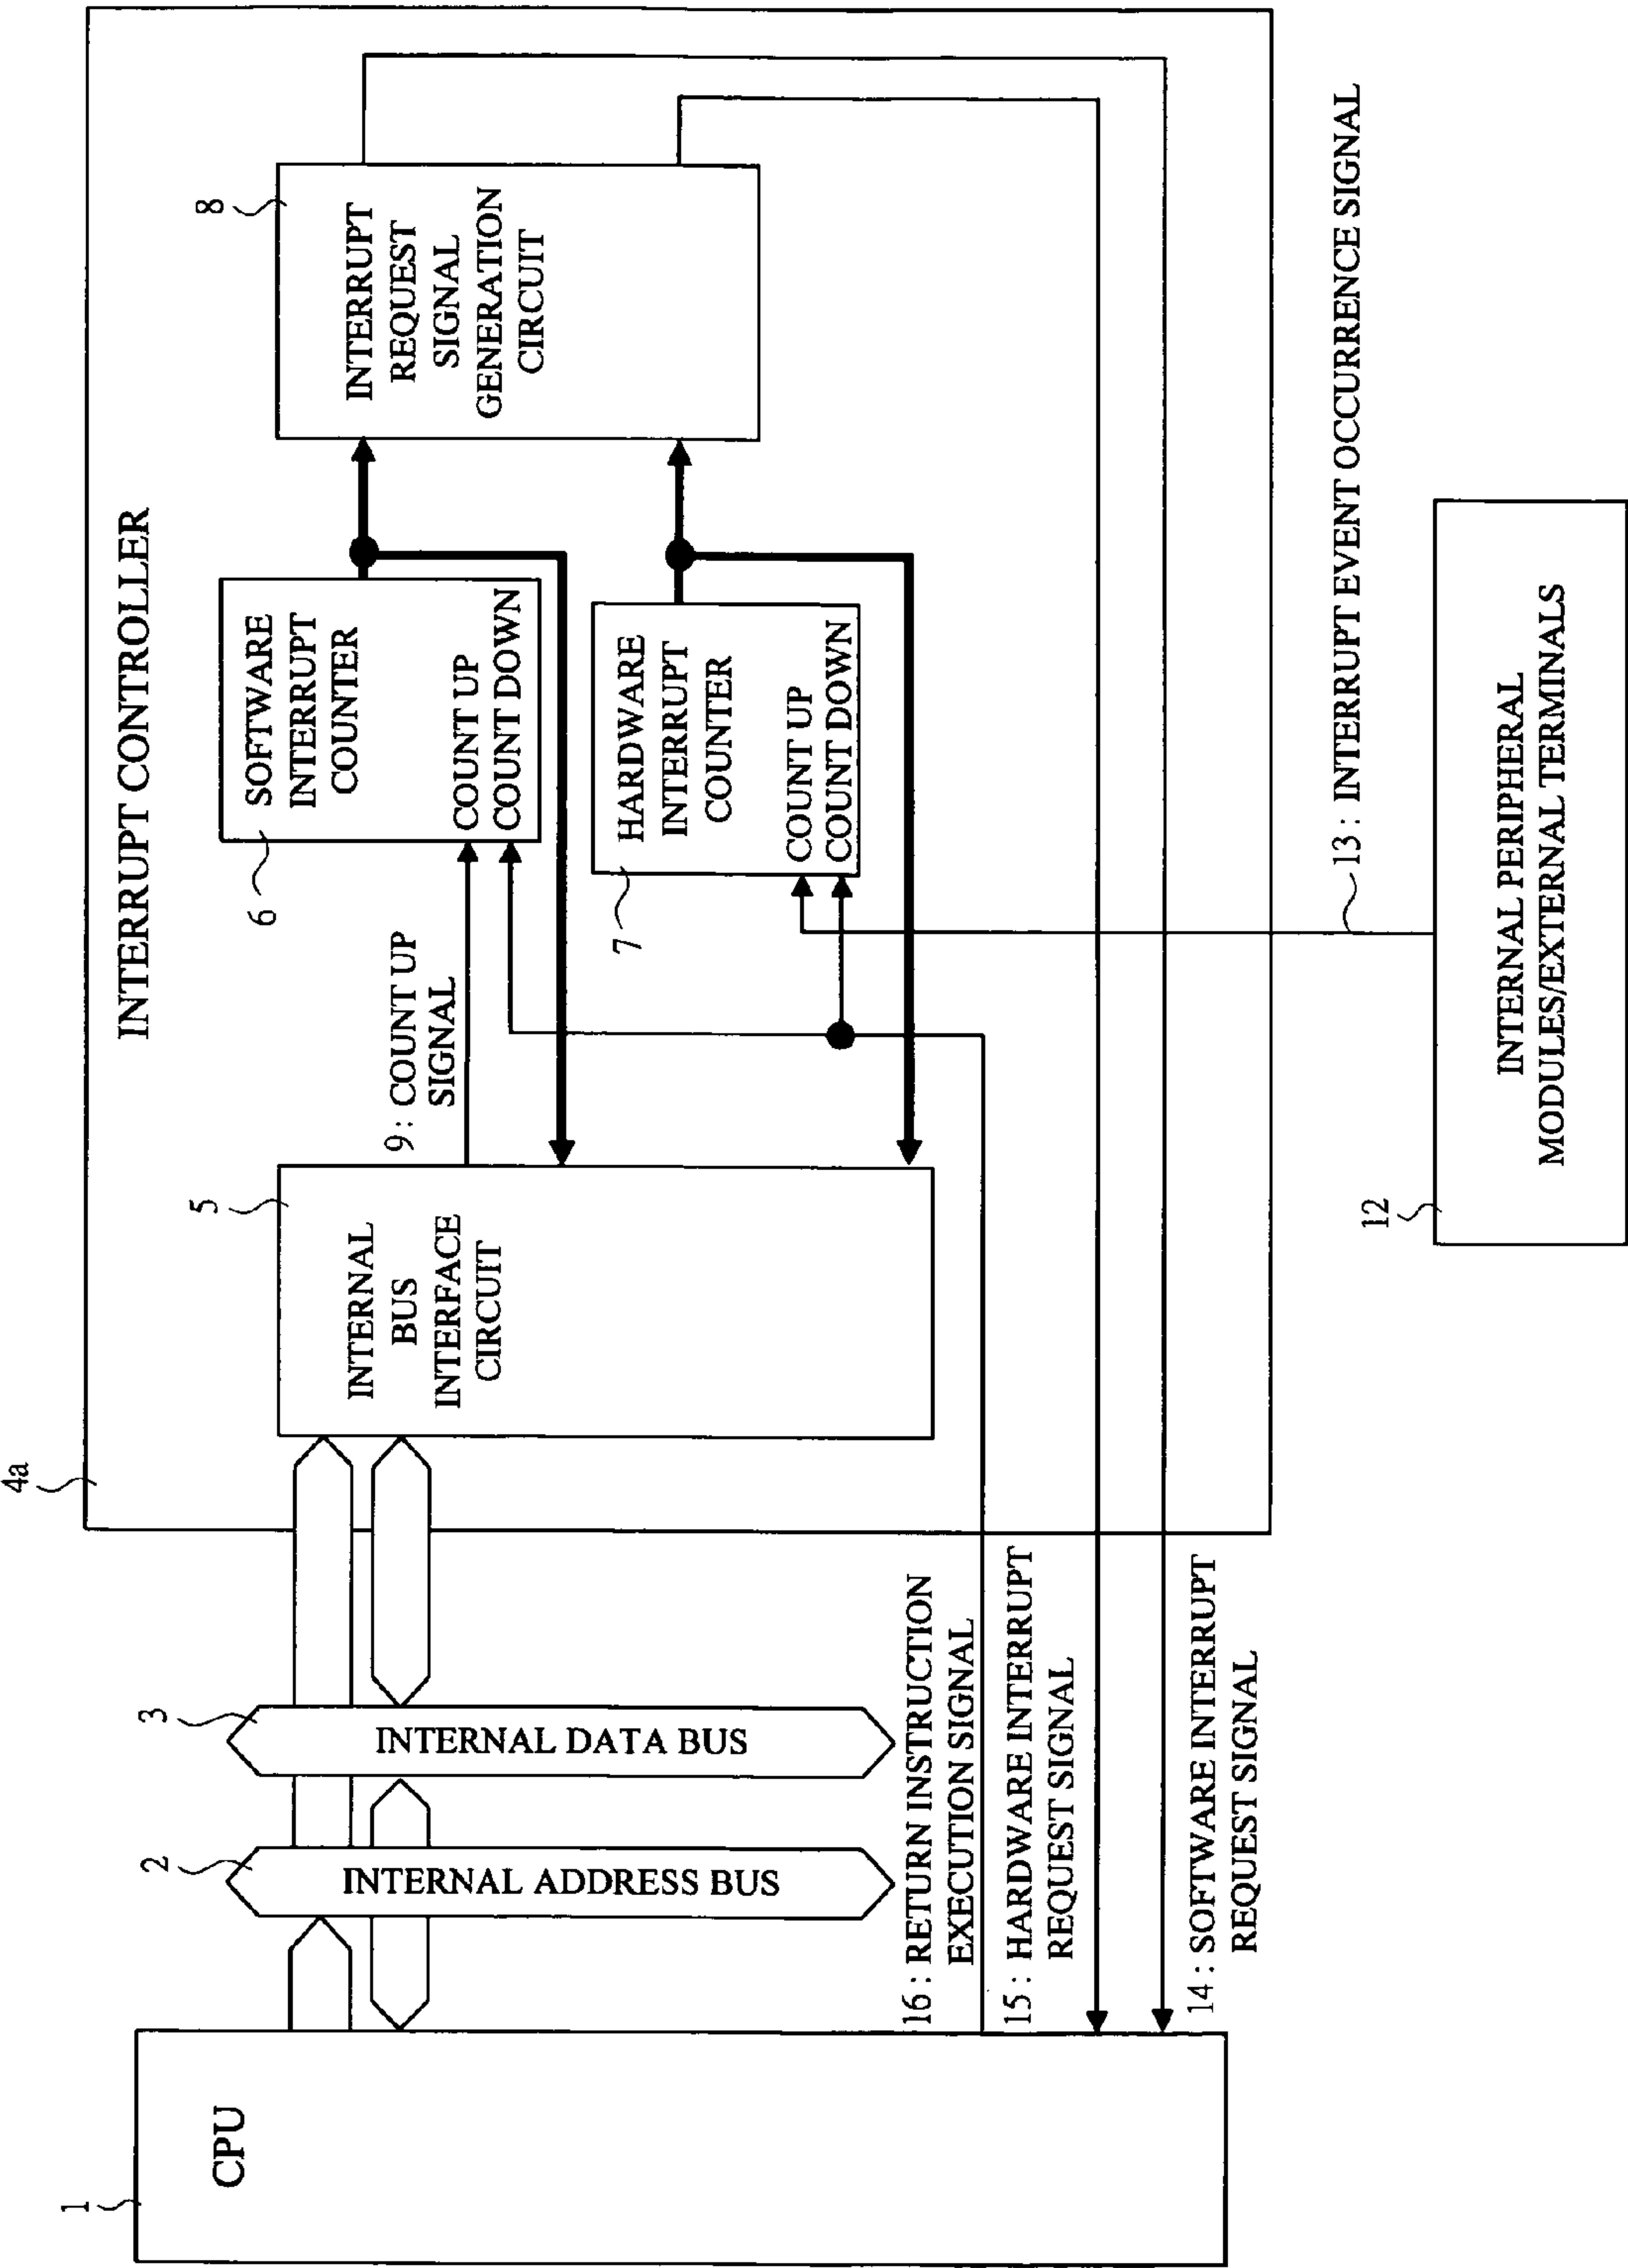 4a
INTERRUPT CONTROLLER
1
CPU
2
INTERNAL ADDRESS BUS
3
INTERNAL DATA BUS
5
INTERNAL
BUS
INTERFACE
CIRCUIT
9: COUNT UP
SIGNAL
6
SOFTWARE
INTERRUPT
COUNTER
COUNT UP
COUNT DOWN
7
HARDWARE
INTERRUPT
COUNTER
COUNT UP
COUNT DOWN
8
INTERRUPT
REQUEST
SIGNAL
GENERATION
CIRCUIT
16: RETURN INSTRUCTION
EXECUTION SIGNAL
15: HARDWARE INTERRUPT
REQUEST SIGNAL
14: SOFTWARE INTERRUPT
REQUEST SIGNAL
13: INTERRUPT EVENT OCCURRENCE SIGNAL
12
INTERNAL PERIPHERAL
MODULES/EXTERNAL TERMINALS